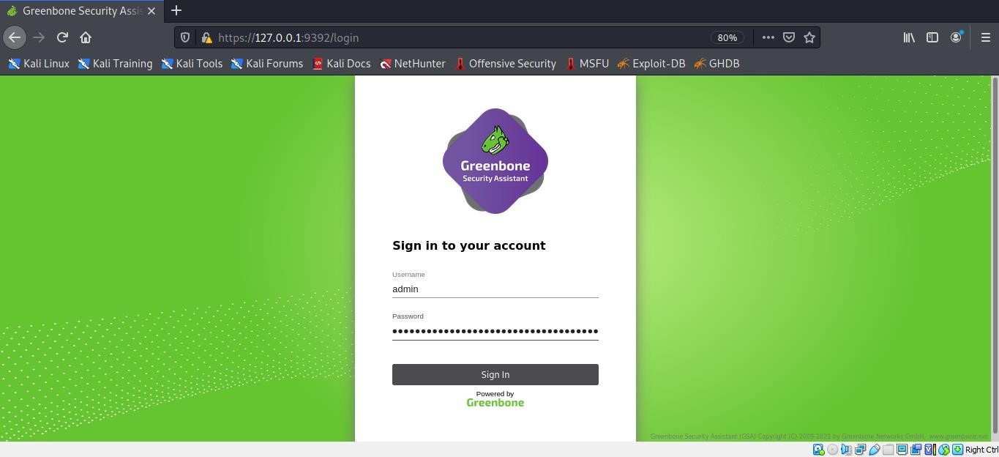 Greenbone Security Assis
https://127.0.0.1:9392/login
80%
Kali Linux Kali Training Kali Tools Kali Forums Kali Docs NetHunter Offensive Security MSFU Exploit-DB GHDB
Greenbone
Security Assistant
Sign in to your account
Username
admin
Password
••••••••••••••••••••••••••••••••••••
Sign In
Powered by
Greenbone
Greenbone Security Assistant (GSA) Copyright (C) 2009-2021 by Greenbone Networks GmbH, www.greenbone.net
Right Ctrl